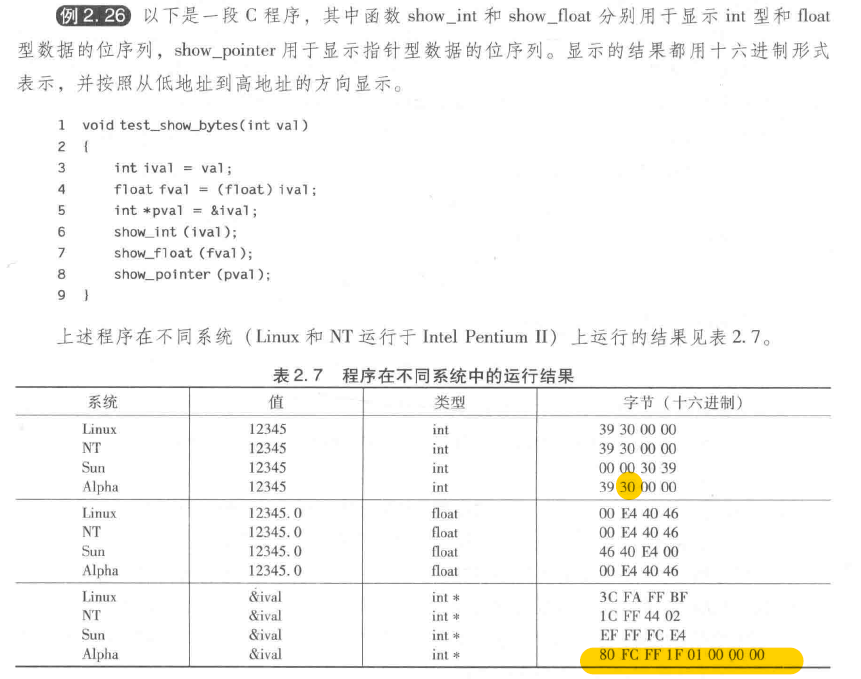 例 2.26 以下是一段 C 程序，其中函数 show_int 和 show_float 分别用于显示 int 型和 float
型数据的位序列，show_pointer 用于显示指针型数据的位序列。显示的结果都用十六进制形式
表示，并按照从低地址到高地址的方向显示。
1 void test_show_bytes(int val)
2 {
3 int ival = val;
4 float fval = (float) ival;
5 int *pval = &ival;
6 show_int (ival);
7 show_float (fval);
8 show_pointer (pval);
9 }
上述程序在不同系统（Linux 和 NT 运行于 Intel Pentium II）上运行的结果见表 2.7。
表 2.7 程序在不同系统中的运行结果
系统 值 类型 字节（十六进制）
Linux 12345 int 39 30 00 00
NT 12345 int 39 30 00 00
Sun 12345 int 00 00 30 39
Alpha 12345 int 39 30 00 00
Linux 12345.0 float 00 E4 40 46
NT 12345.0 float 00 E4 40 46
Sun 12345.0 float 46 40 E4 00
Alpha 12345.0 float 00 E4 40 46
Linux &ival int * 3C FA FF BF
NT &ival int * 1C FF 44 02
Sun &ival int * EF FF FC E4
Alpha &ival int * 80 FC FF 1F 01 00 00 00